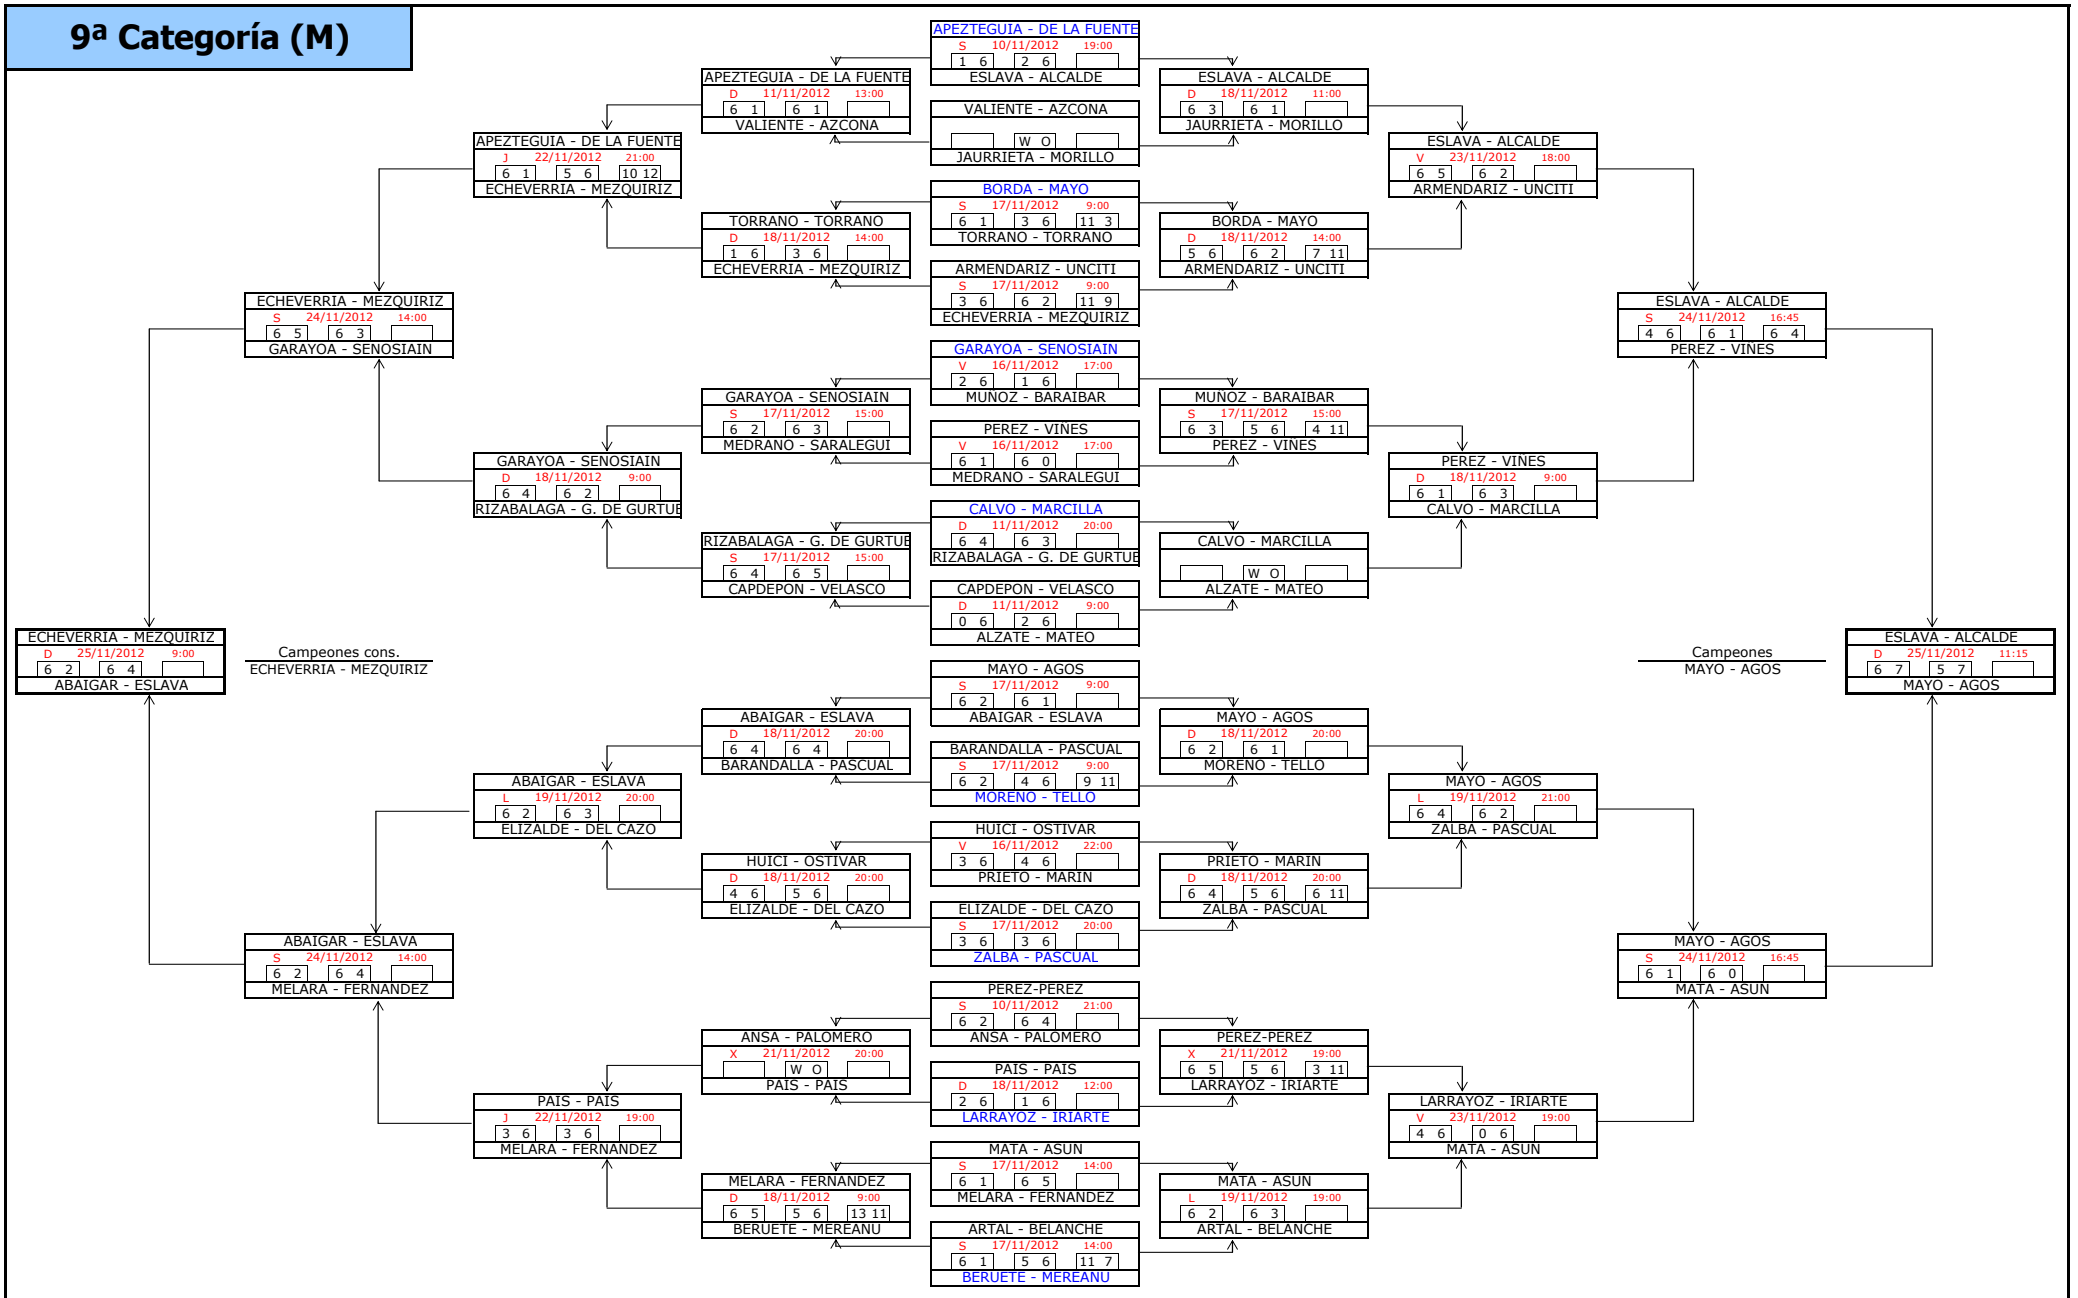 9ª Categoría (M)
APEZTEGUIA - DE LA FUENTE
S 10/11/2012 19:00
1 6 2 6
ESLAVA - ALCALDE
VALIENTE - AZCONA
W O
JAURRIETA - MORILLO
BORDA - MAYO
S 17/11/2012 9:00
6 1 3 6 11 3
TORRANO - TORRANO
ARMENDARIZ - UNCITI
S 17/11/2012 9:00
3 6 6 2 11 9
ECHEVERRIA - MEZQUIRIZ
GARAYOA - SENOSIAIN
V 16/11/2012 17:00
2 6 1 6
MUÑOZ - BARAIBAR
PEREZ - VIÑES
V 16/11/2012 17:00
6 1 6 0
MEDRANO - SARALEGUI
CALVO - MARCILLA
D 11/11/2012 20:00
6 4 6 3
RIZABALAGA - G. DE GURTUB
CAPDEPON - VELASCO
D 11/11/2012 9:00
0 6 2 6
ALZATE - MATEO
MAYO - AGOS
S 17/11/2012 9:00
6 2 6 1
ABAIGAR - ESLAVA
BARANDALLA - PASCUAL
S 17/11/2012 9:00
6 2 4 6 9 11
MORENO - TELLO
HUICI - OSTIVAR
V 16/11/2012 22:00
3 6 4 6
PRIETO - MARIN
ELIZALDE - DEL CAZO
S 17/11/2012 20:00
3 6 3 6
ZALBA - PASCUAL
PEREZ-PEREZ
S 10/11/2012 21:00
6 2 6 4
ANSA - PALOMERO
PAIS - PAIS
D 18/11/2012 12:00
2 6 1 6
LARRAYOZ - IRIARTE
MATA - ASUN
S 17/11/2012 14:00
6 1 6 5
MELARA - FERNANDEZ
ARTAL - BELANCHE
S 17/11/2012 14:00
6 1 5 6 11 7
BERUETE - MEREANU
APEZTEGUIA - DE LA FUENTE
D 11/11/2012 13:00
6 1 6 1
VALIENTE - AZCONA
TORRANO - TORRANO
D 18/11/2012 14:00
1 6 3 6
ECHEVERRIA - MEZQUIRIZ
GARAYOA - SENOSIAIN
S 17/11/2012 15:00
6 2 6 3
MEDRANO - SARALEGUI
RIZABALAGA - G. DE GURTUB
S 17/11/2012 15:00
6 4 6 5
CAPDEPON - VELASCO
ABAIGAR - ESLAVA
D 18/11/2012 20:00
6 4 6 4
BARANDALLA - PASCUAL
HUICI - OSTIVAR
D 18/11/2012 20:00
4 6 5 6
ELIZALDE - DEL CAZO
ANSA - PALOMERO
X 21/11/2012 20:00
W O
PAIS - PAIS
MELARA - FERNANDEZ
D 18/11/2012 9:00
6 5 5 6 13 11
BERUETE - MEREANU
APEZTEGUIA - DE LA FUENTE
J 22/11/2012 21:00
6 1 5 6 10 12
ECHEVERRIA - MEZQUIRIZ
GARAYOA - SENOSIAIN
D 18/11/2012 9:00
6 4 6 2
RIZABALAGA - G. DE GURTUB
ABAIGAR - ESLAVA
L 19/11/2012 20:00
6 2 6 3
ELIZALDE - DEL CAZO
PAIS - PAIS
J 22/11/2012 19:00
3 6 3 6
MELARA - FERNANDEZ
ECHEVERRIA - MEZQUIRIZ
S 24/11/2012 14:00
6 5 6 3
GARAYOA - SENOSIAIN
ABAIGAR - ESLAVA
S 24/11/2012 14:00
6 2 6 4
MELARA - FERNANDEZ
ECHEVERRIA - MEZQUIRIZ
D 25/11/2012 9:00
6 2 6 4
ABAIGAR - ESLAVA
Campeones cons.
ECHEVERRIA - MEZQUIRIZ
ESLAVA - ALCALDE
D 18/11/2012 11:00
6 3 6 1
JAURRIETA - MORILLO
BORDA - MAYO
D 18/11/2012 14:00
5 6 6 2 7 11
ARMENDARIZ - UNCITI
MUÑOZ - BARAIBAR
S 17/11/2012 15:00
6 3 5 6 4 11
PEREZ - VIÑES
CALVO - MARCILLA
W O
ALZATE - MATEO
MAYO - AGOS
D 18/11/2012 20:00
6 2 6 1
MORENO - TELLO
PRIETO - MARIN
D 18/11/2012 20:00
6 4 5 6 6 11
ZALBA - PASCUAL
PEREZ-PEREZ
X 21/11/2012 19:00
6 5 5 6 3 11
LARRAYOZ - IRIARTE
MATA - ASUN
L 19/11/2012 19:00
6 2 6 3
ARTAL - BELANCHE
ESLAVA - ALCALDE
V 23/11/2012 18:00
6 5 6 2
ARMENDARIZ - UNCITI
PEREZ - VIÑES
D 18/11/2012 9:00
6 1 6 3
CALVO - MARCILLA
MAYO - AGOS
L 19/11/2012 21:00
6 4 6 2
ZALBA - PASCUAL
LARRAYOZ - IRIARTE
V 23/11/2012 19:00
4 6 0 6
MATA - ASUN
ESLAVA - ALCALDE
S 24/11/2012 16:45
4 6 6 1 6 4
PEREZ - VIÑES
MAYO - AGOS
S 24/11/2012 16:45
6 1 6 0
MATA - ASUN
Campeones
MAYO - AGOS
ESLAVA - ALCALDE
D 25/11/2012 11:15
6 7 5 7
MAYO - AGOS